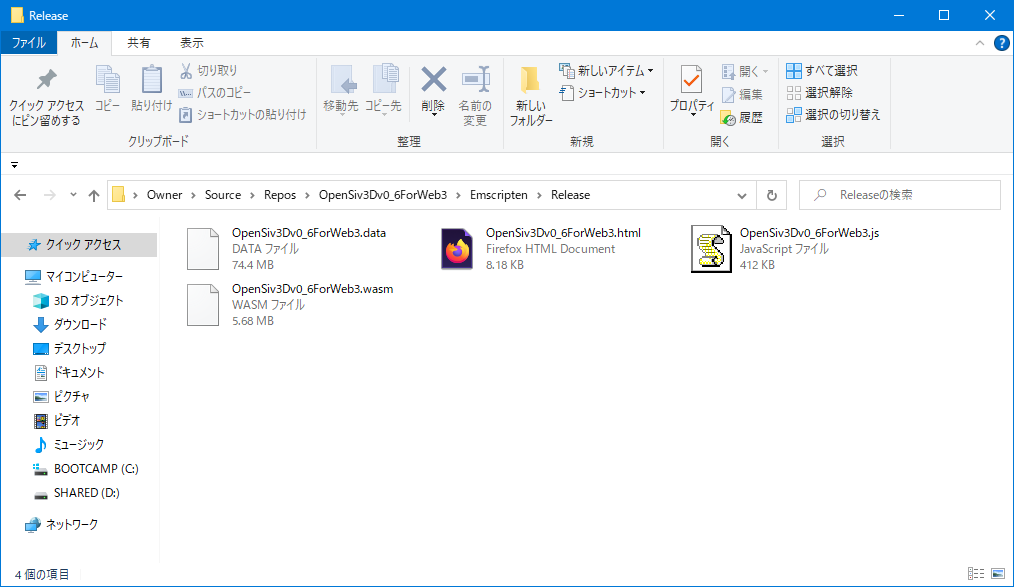 Release
ファイル
ホーム
共有
表示
クイック アクセス
にピン留めする
コピー
貼り付け
切り取り
パスのコピー
ショートカットの貼り付け
クリップボード
移動先
コピー先
削除
名前の
変更
整理
新しい
フォルダー
新しいアイテム
ショートカット
新規
プロパティ
開く
編集
履歴
開く
すべて選択
選択解除
選択の切り替え
選択
Owner
Source
Repos
OpenSiv3Dv0_6ForWeb3
Emscripten
Release
Releaseの検索
クイック アクセス
マイコンピューター
3D オブジェクト
ダウンロード
デスクトップ
ドキュメント
ピクチャ
ビデオ
ミュージック
BOOTCAMP (C:)
SHARED (D:)
ネットワーク
OpenSiv3Dv0_6ForWeb3.data
DATA ファイル
74.4 MB
OpenSiv3Dv0_6ForWeb3.html
Firefox HTML Document
8.18 KB
OpenSiv3Dv0_6ForWeb3.js
JavaScript ファイル
412 KB
OpenSiv3Dv0_6ForWeb3.wasm
WASM ファイル
5.68 MB
4 個の項目